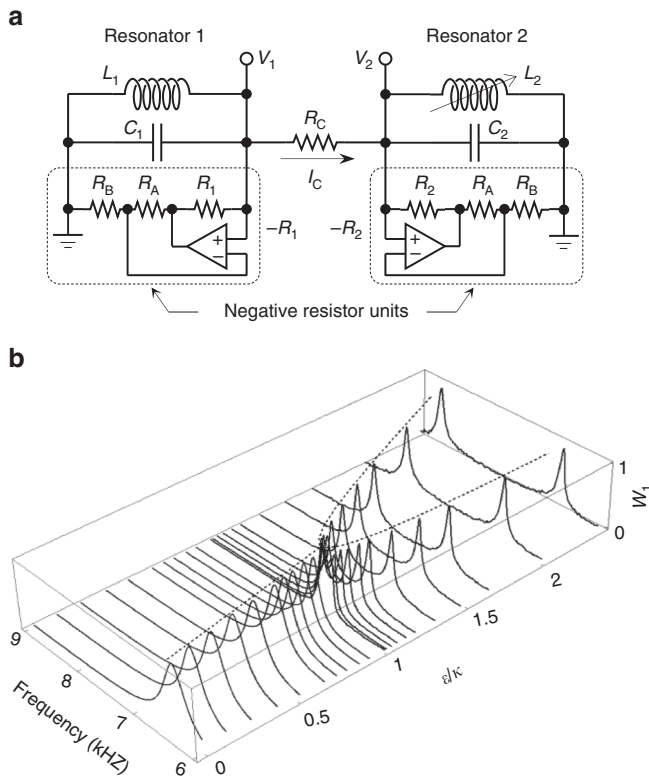 a
Resonator 1
Resonator 2
V1
V2
L1
L2
C1
RC
C2
IC
RB RA R1
R2 RA RB
+
−
−R1
−R2
+
−
Negative resistor units
b
1
W1
0
9
8
7
6
Frequency (kHZ)
0
0.5
1
1.5
2
ε/κ